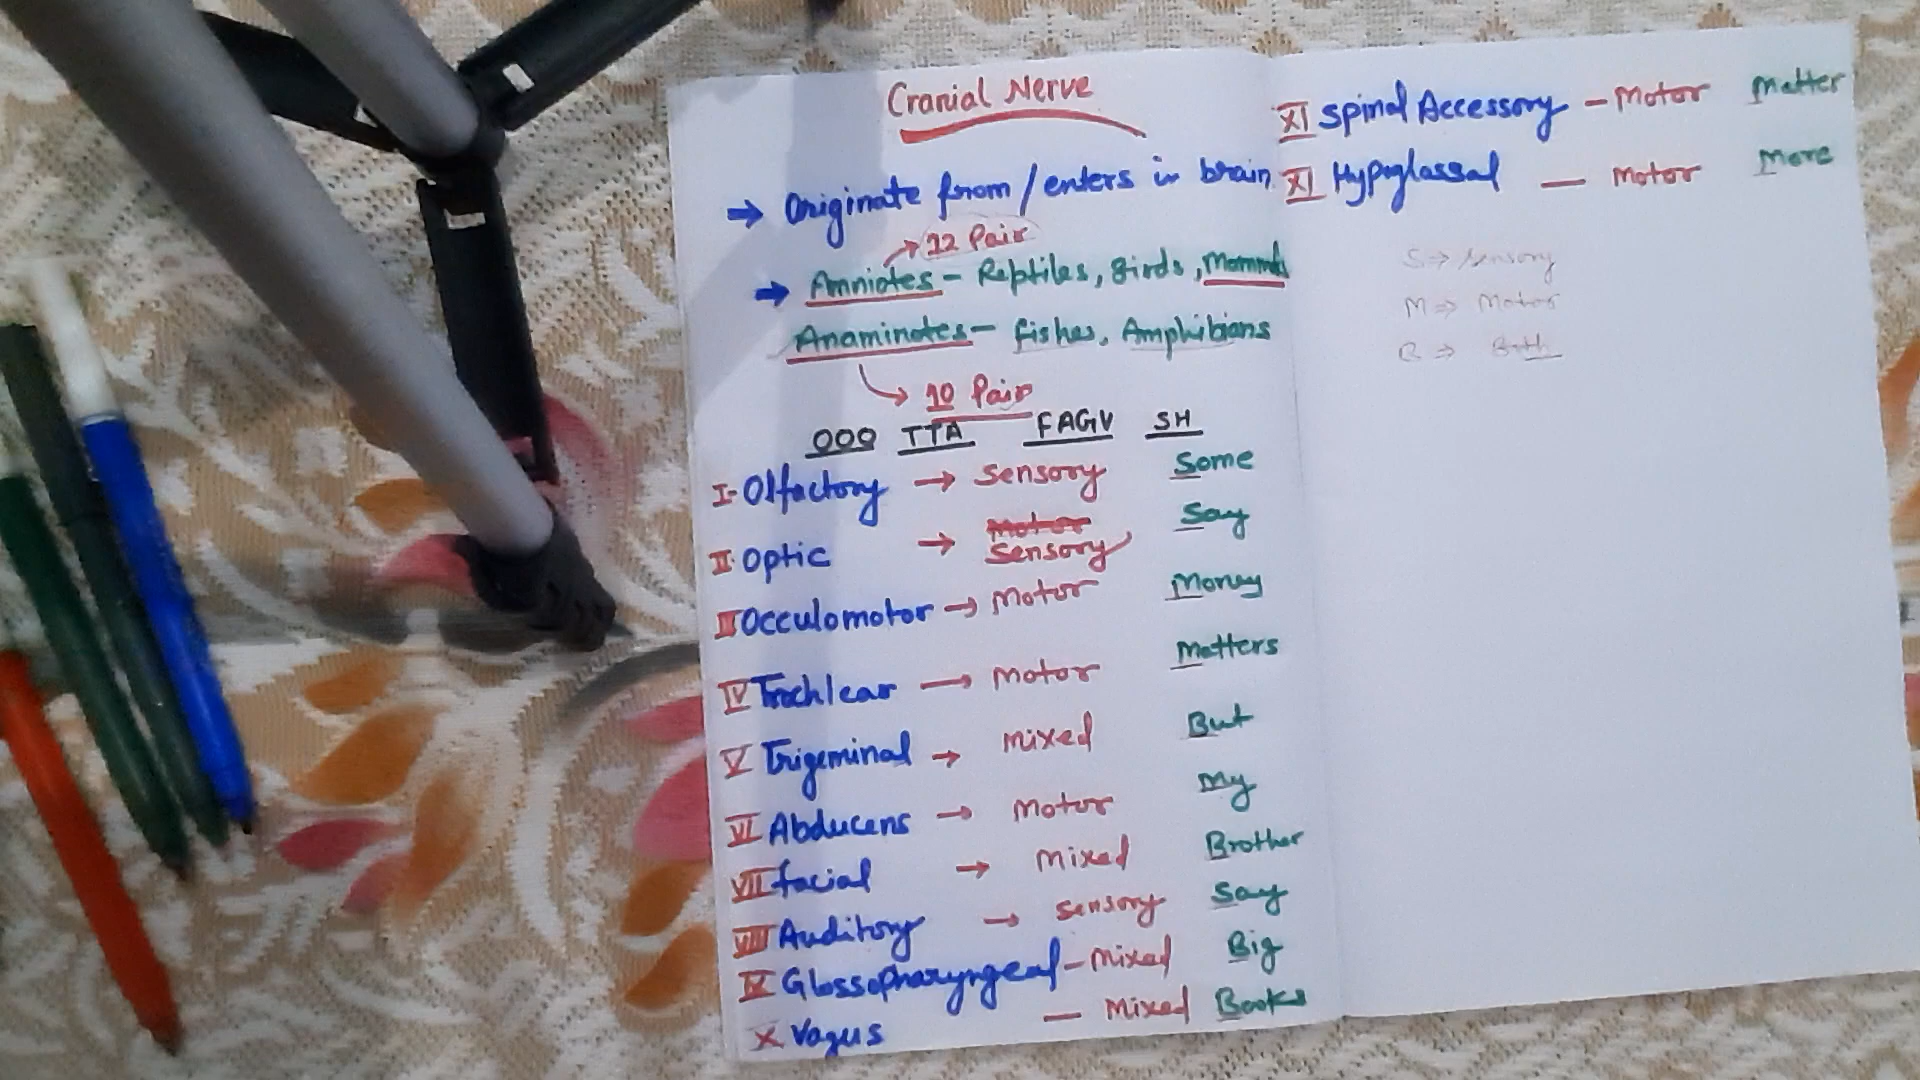 Cranial Nerve
⇒ Originate from/enters in brain
→ 12 Pair
⇒ Amniotes - Reptiles, Birds, Mammals
Anaminotes - fishes, Amphibians
→ 10 Pair
OOO TTA FAGV SH
I- Olfactory → Sensory Some
Motor
II· Optic → Sensory Say
III Occulomotor → Motor Money
IV Trochlear → Motor Matters
V Trigeminal → Mixed But
VI Abducens → Motor My
VII facial → Mixed Brother
VIII Auditory → Sensory Say
IX Glossopharyngeal - Mixed Big
X Vagus — Mixed Books
XI Spinal Accessory - Motor Matter
XI Hypoglassal — Motor More
S ⇒ Sensory
M ⇒ Motor
B ⇒ Both